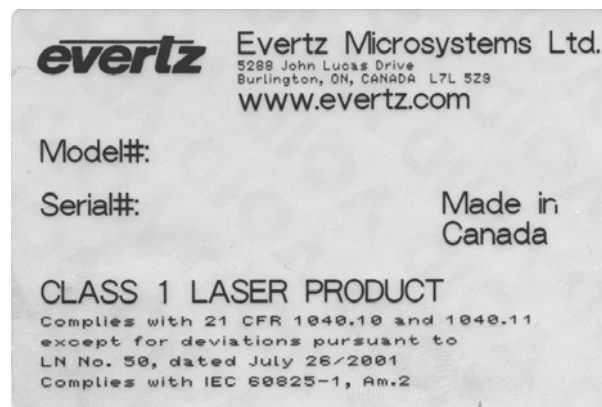 evertz
Evertz Microsystems Ltd.
5288 John Lucas Drive
Burlington, ON, CANADA L7L 5Z9
www.evertz.com
Model#:
Serial#:
Made in
Canada
CLASS 1 LASER PRODUCT
Complies with 21 CFR 1040.10 and 1040.11
except for deviations pursuant to
LN No. 50, dated July 26/2001
Complies with IEC 60825-1, Am.2